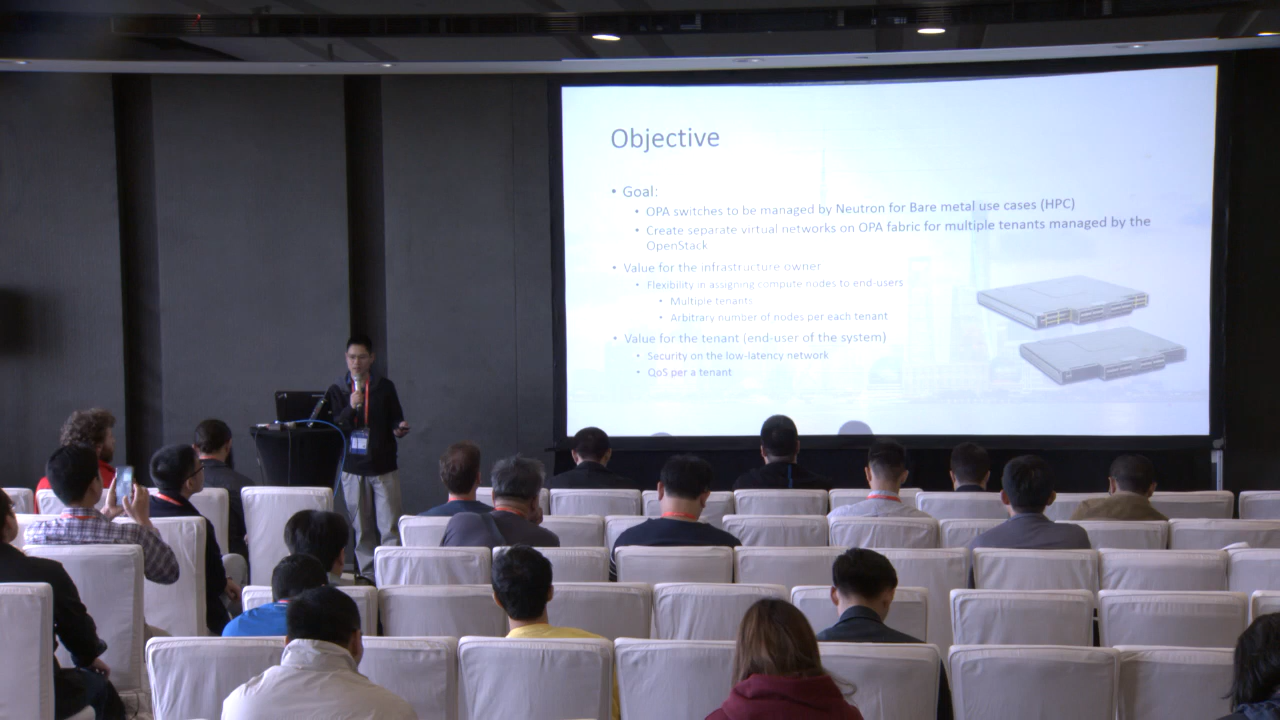 Objective
• Goal:
• OPA switches to be managed by Neutron for Bare metal use cases (HPC)
• Create separate virtual networks on OPA fabric for multiple tenants managed by the
OpenStack
• Value for the infrastructure owner
• Flexibility in assigning compute nodes to end-users
• Multiple tenants
• Arbitrary number of nodes per each tenant
• Value for the tenant (end-user of the system)
• Security on the low-latency network
• QoS per a tenant